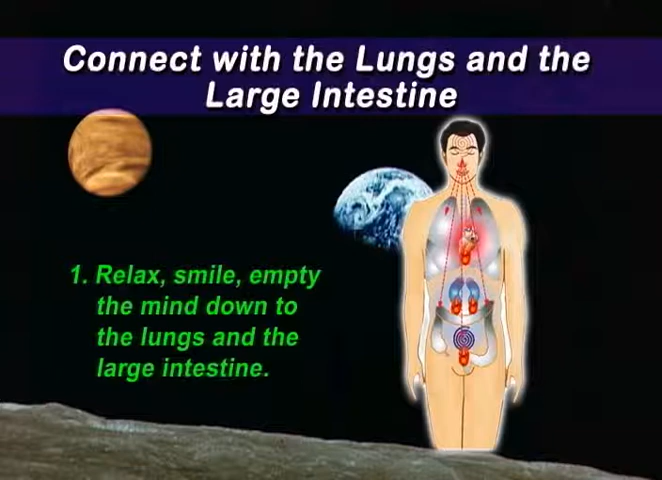 Connect with the Lungs and the
Large Intestine
1. Relax, smile, empty
the mind down to
the lungs and the
large intestine.